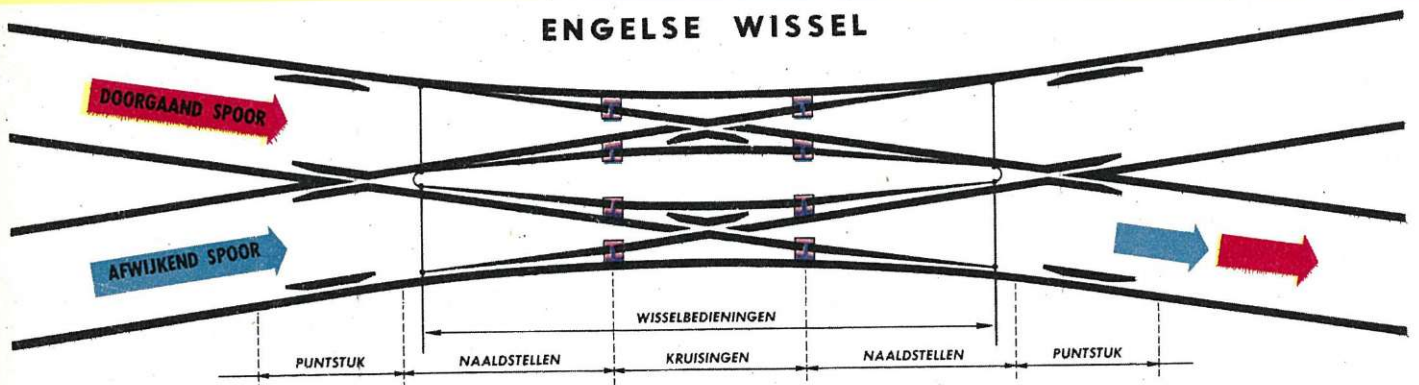 ENGELSE WISSEL
DOORGAAND SPOOR
AFWIJKEND SPOOR
WISSELBEDIENINGEN
PUNTSTUK NAALDSTELLEN KRUISINGEN NAALDSTELLEN PUNTSTUK